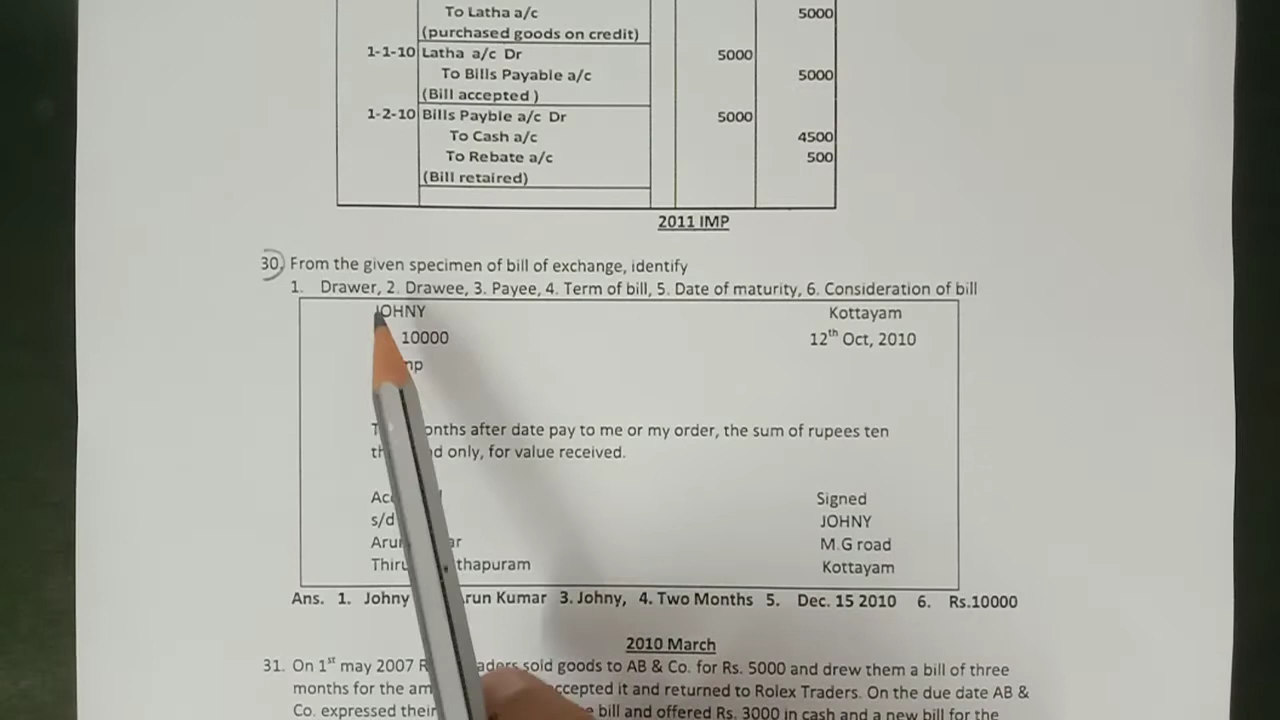 To Latha a/c 5000
(purchased goods on credit)
1-1-10 Latha a/c Dr 5000
To Bills Payable a/c 5000
(Bill accepted )
1-2-10 Bills Payble a/c Dr 5000
To Cash a/c 4500
To Rebate a/c 500
(Bill retaired)
2011 IMP
30. From the given specimen of bill of exchange, identify
1. Drawer, 2. Drawee, 3. Payee, 4. Term of bill, 5. Date of maturity, 6. Consideration of bill
JOHNY Kottayam
10000 12th Oct, 2010
after date pay to me or my order, the sum of rupees ten
only, for value received.
Signed
s/d JOHNY
M.G road
Kottayam
Ans. 1. Johny Kumar 3. Johny, 4. Two Months 5. Dec. 15 2010 6. Rs.10000
2010 March
31. On 1st may 2007 sold goods to AB & Co. for Rs. 5000 and drew them a bill of three
months for the accepted it and returned to Rolex Traders. On the due date AB &
Co. expressed their bill and offered Rs. 3000 in cash and a new bill for the